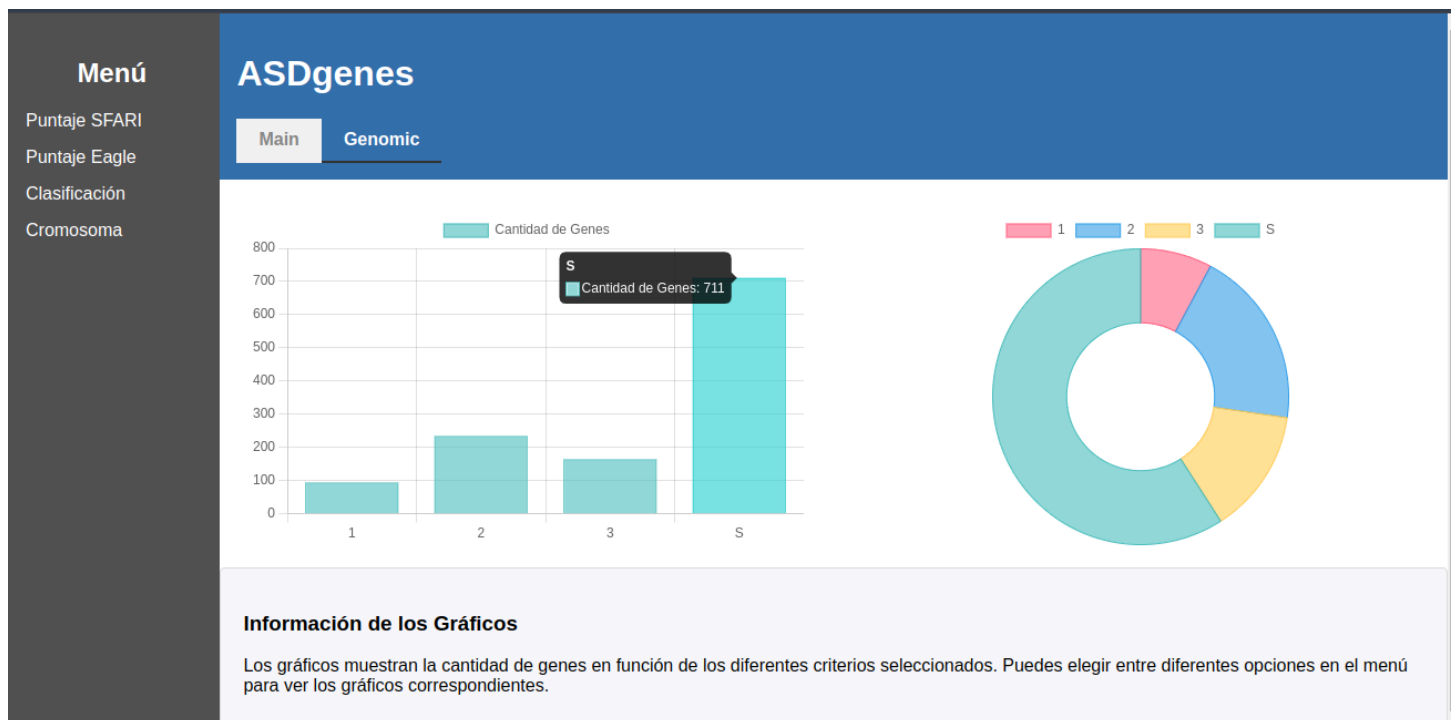 Menú
Puntaje SFARI
Puntaje Eagle
Clasificación
Cromosoma
ASDgenes
Main Genomic
Cantidad de Genes
800
700
600
500
400
300
200
100
0
S
Cantidad de Genes: 711
1 2 3 S
1 2 3 S
Información de los Gráficos
Los gráficos muestran la cantidad de genes en función de los diferentes criterios seleccionados. Puedes elegir entre diferentes opciones en el menú
para ver los gráficos correspondientes.